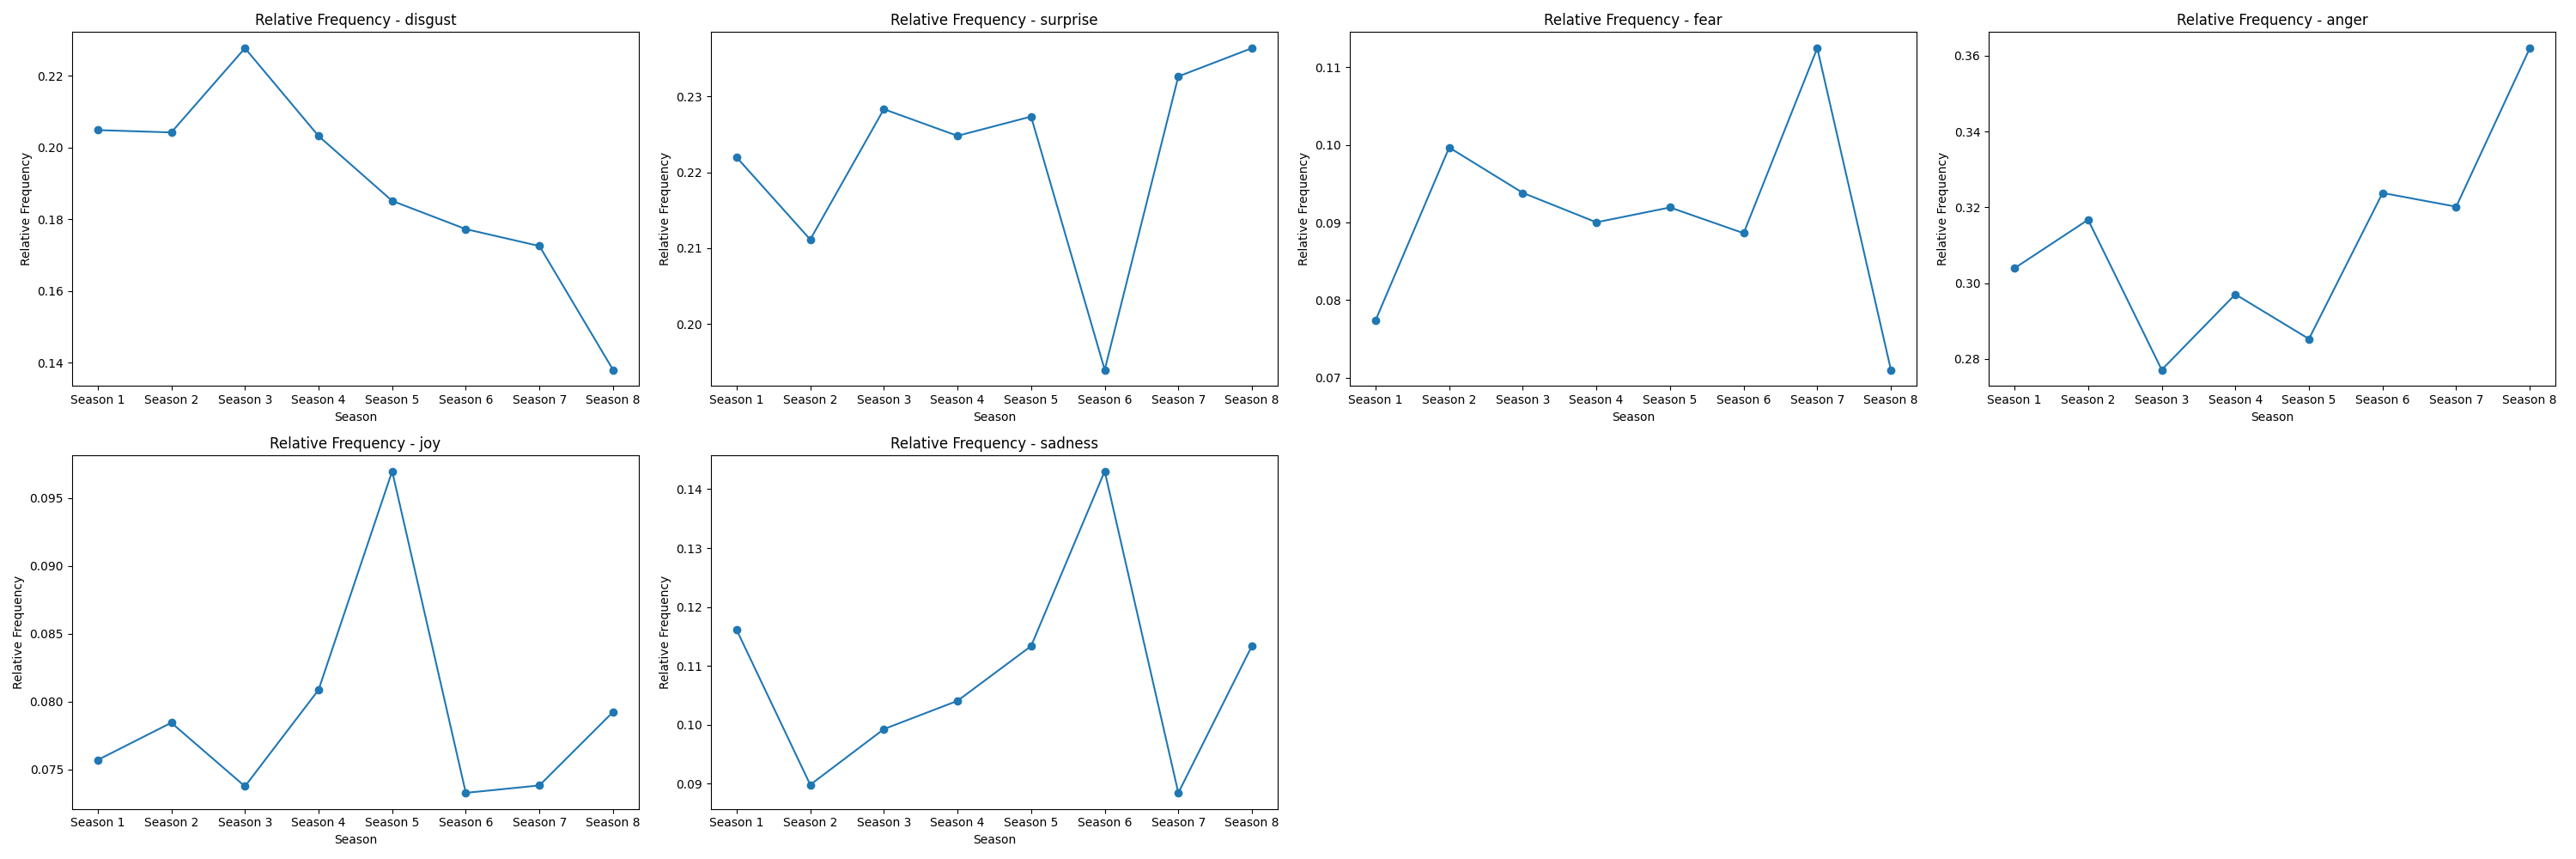 Relative Frequency - disgust
Relative Frequency
0.22
0.20
0.18
0.16
0.14
Season 1 Season 2 Season 3 Season 4 Season 5 Season 6 Season 7 Season 8
Season
Relative Frequency - surprise
Relative Frequency
0.23
0.22
0.21
0.20
Season 1 Season 2 Season 3 Season 4 Season 5 Season 6 Season 7 Season 8
Season
Relative Frequency - fear
Relative Frequency
0.11
0.10
0.09
0.08
0.07
Season 1 Season 2 Season 3 Season 4 Season 5 Season 6 Season 7 Season 8
Season
Relative Frequency - anger
Relative Frequency
0.36
0.34
0.32
0.30
0.28
Season 1 Season 2 Season 3 Season 4 Season 5 Season 6 Season 7 Season 8
Season
Relative Frequency - joy
Relative Frequency
0.095
0.090
0.085
0.080
0.075
Season 1 Season 2 Season 3 Season 4 Season 5 Season 6 Season 7 Season 8
Season
Relative Frequency - sadness
Relative Frequency
0.14
0.13
0.12
0.11
0.10
0.09
Season 1 Season 2 Season 3 Season 4 Season 5 Season 6 Season 7 Season 8
Season